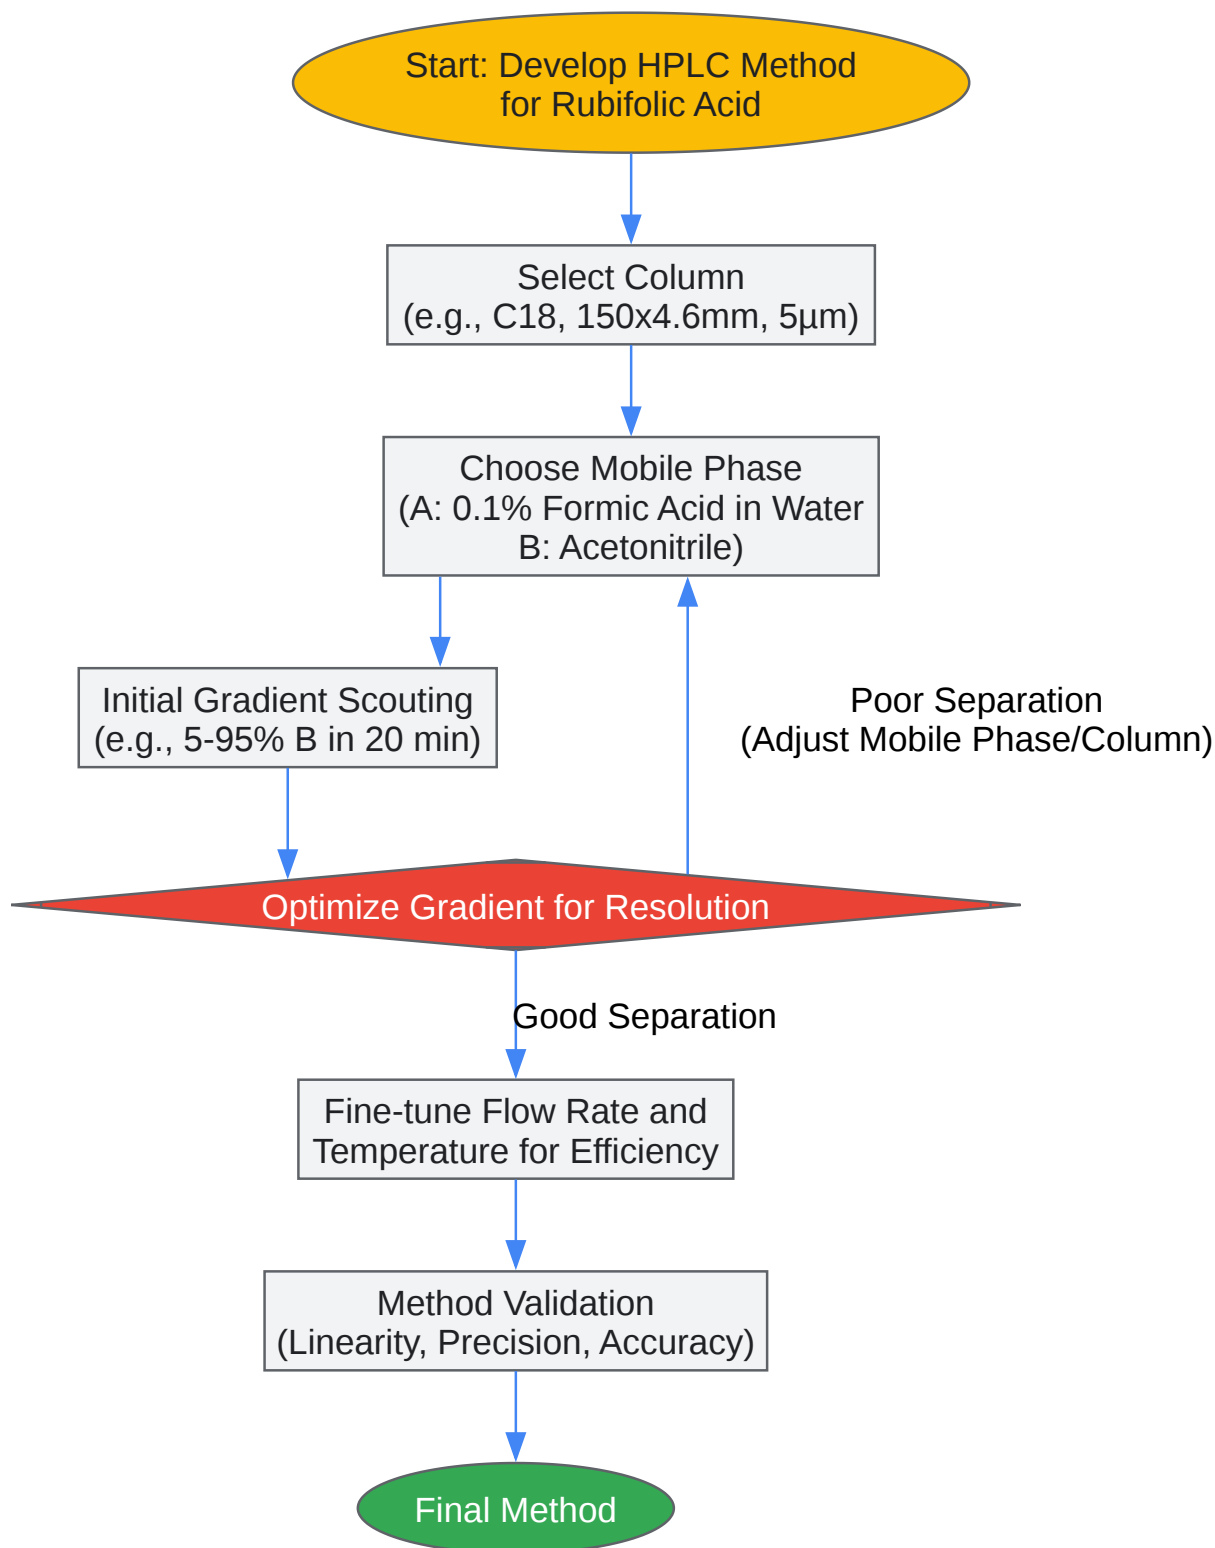 Start: Develop HPLC Method
for Rubifolic Acid
Select Column
(e.g., C18, 150x4.6mm, 5µm)
Choose Mobile Phase
(A: 0.1% Formic Acid in Water
B: Acetonitrile)
Initial Gradient Scouting
(e.g., 5-95% B in 20 min)
Poor Separation
(Adjust Mobile Phase/Column)
Optimize Gradient for Resolution
Good Separation
Fine-tune Flow Rate and
Temperature for Efficiency
Method Validation
(Linearity, Precision, Accuracy)
Final Method